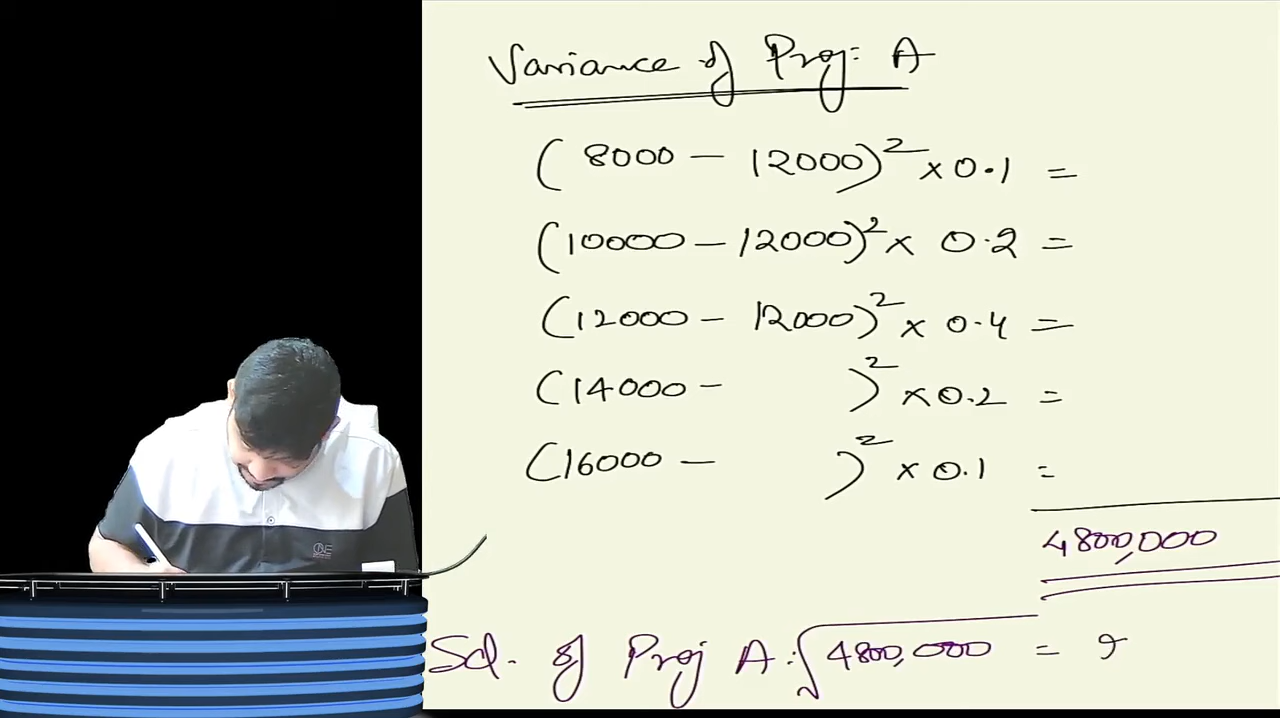 Variance of Proj: A
(8000 - 12000)² × 0.1 =
(10000 - 12000)² × 0.2 =
(12000 - 12000)² × 0.4 =
(14000 - )² × 0.2 =
(16000 - )² × 0.1 =
4800,000
Sd. of Proj A: √4800,000 =